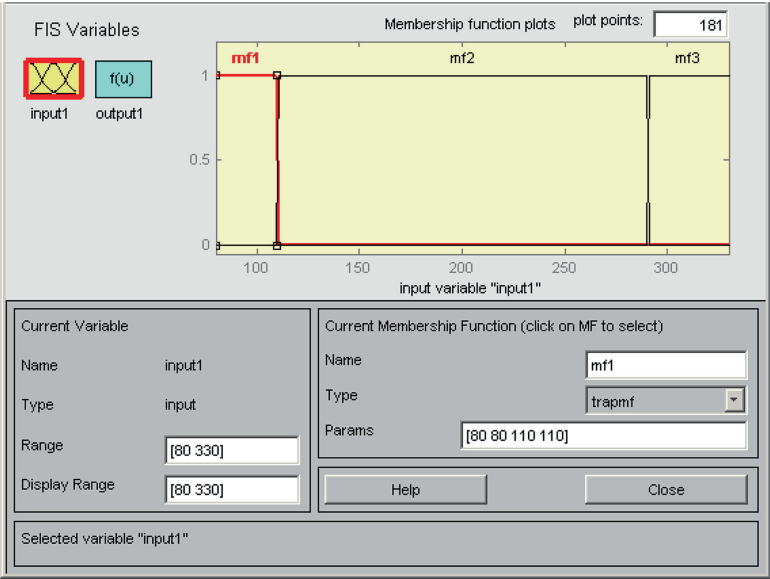 FIS Variables
Membership function plots
plot points:
181
f(u)
input1
output1
mf1
mf2
mf3
1
0.5
0
100
150
200
250
300
input variable "input1"
Current Variable
Name
input1
Type
input
Range
[80 330]
Display Range
[80 330]
Current Membership Function (click on MF to select)
Name
mf1
Type
trapmf
Params
[80 80 110 110]
Help
Close
Selected variable "input1"